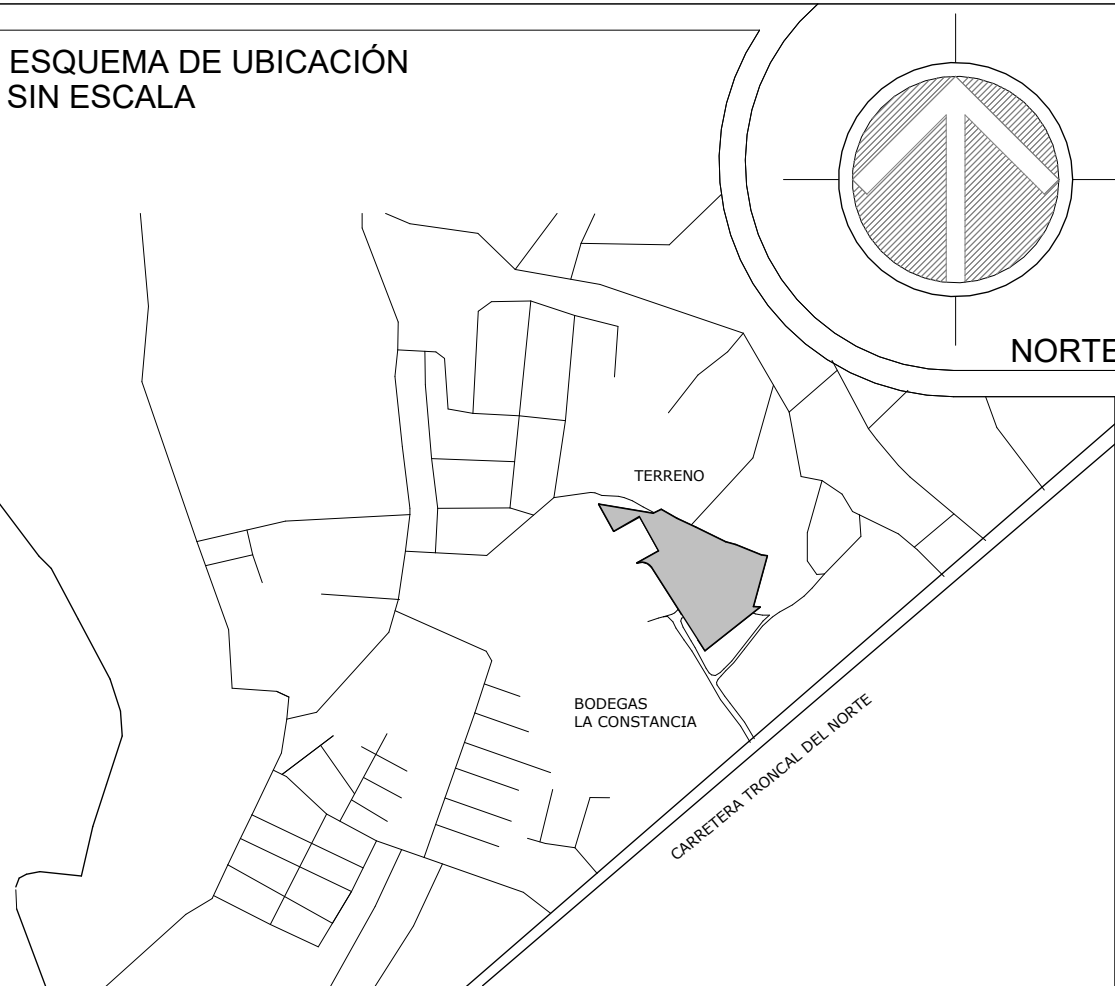 ESQUEMA DE UBICACIÓN
SIN ESCALA
NORTE
TERRENO
BODEGAS
LA CONSTANCIA
CARRETERA TRONCAL DEL NORTE